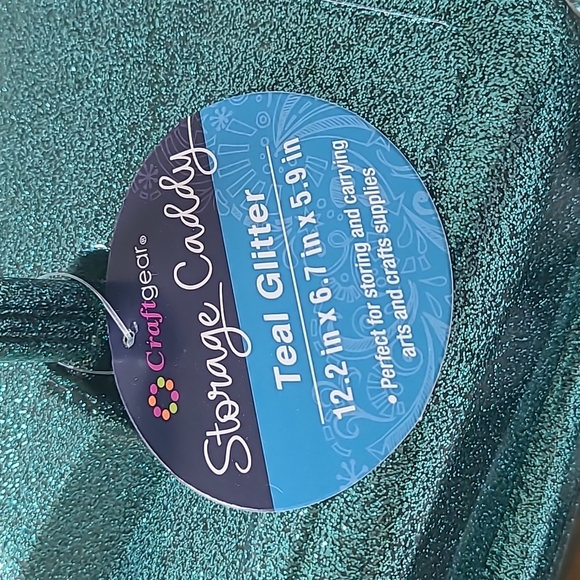 Craftgear®
Storage Caddy
Teal Glitter
12.2 in x 6.7 in x 5.9 in
• Perfect for storing and carrying
arts and crafts supplies